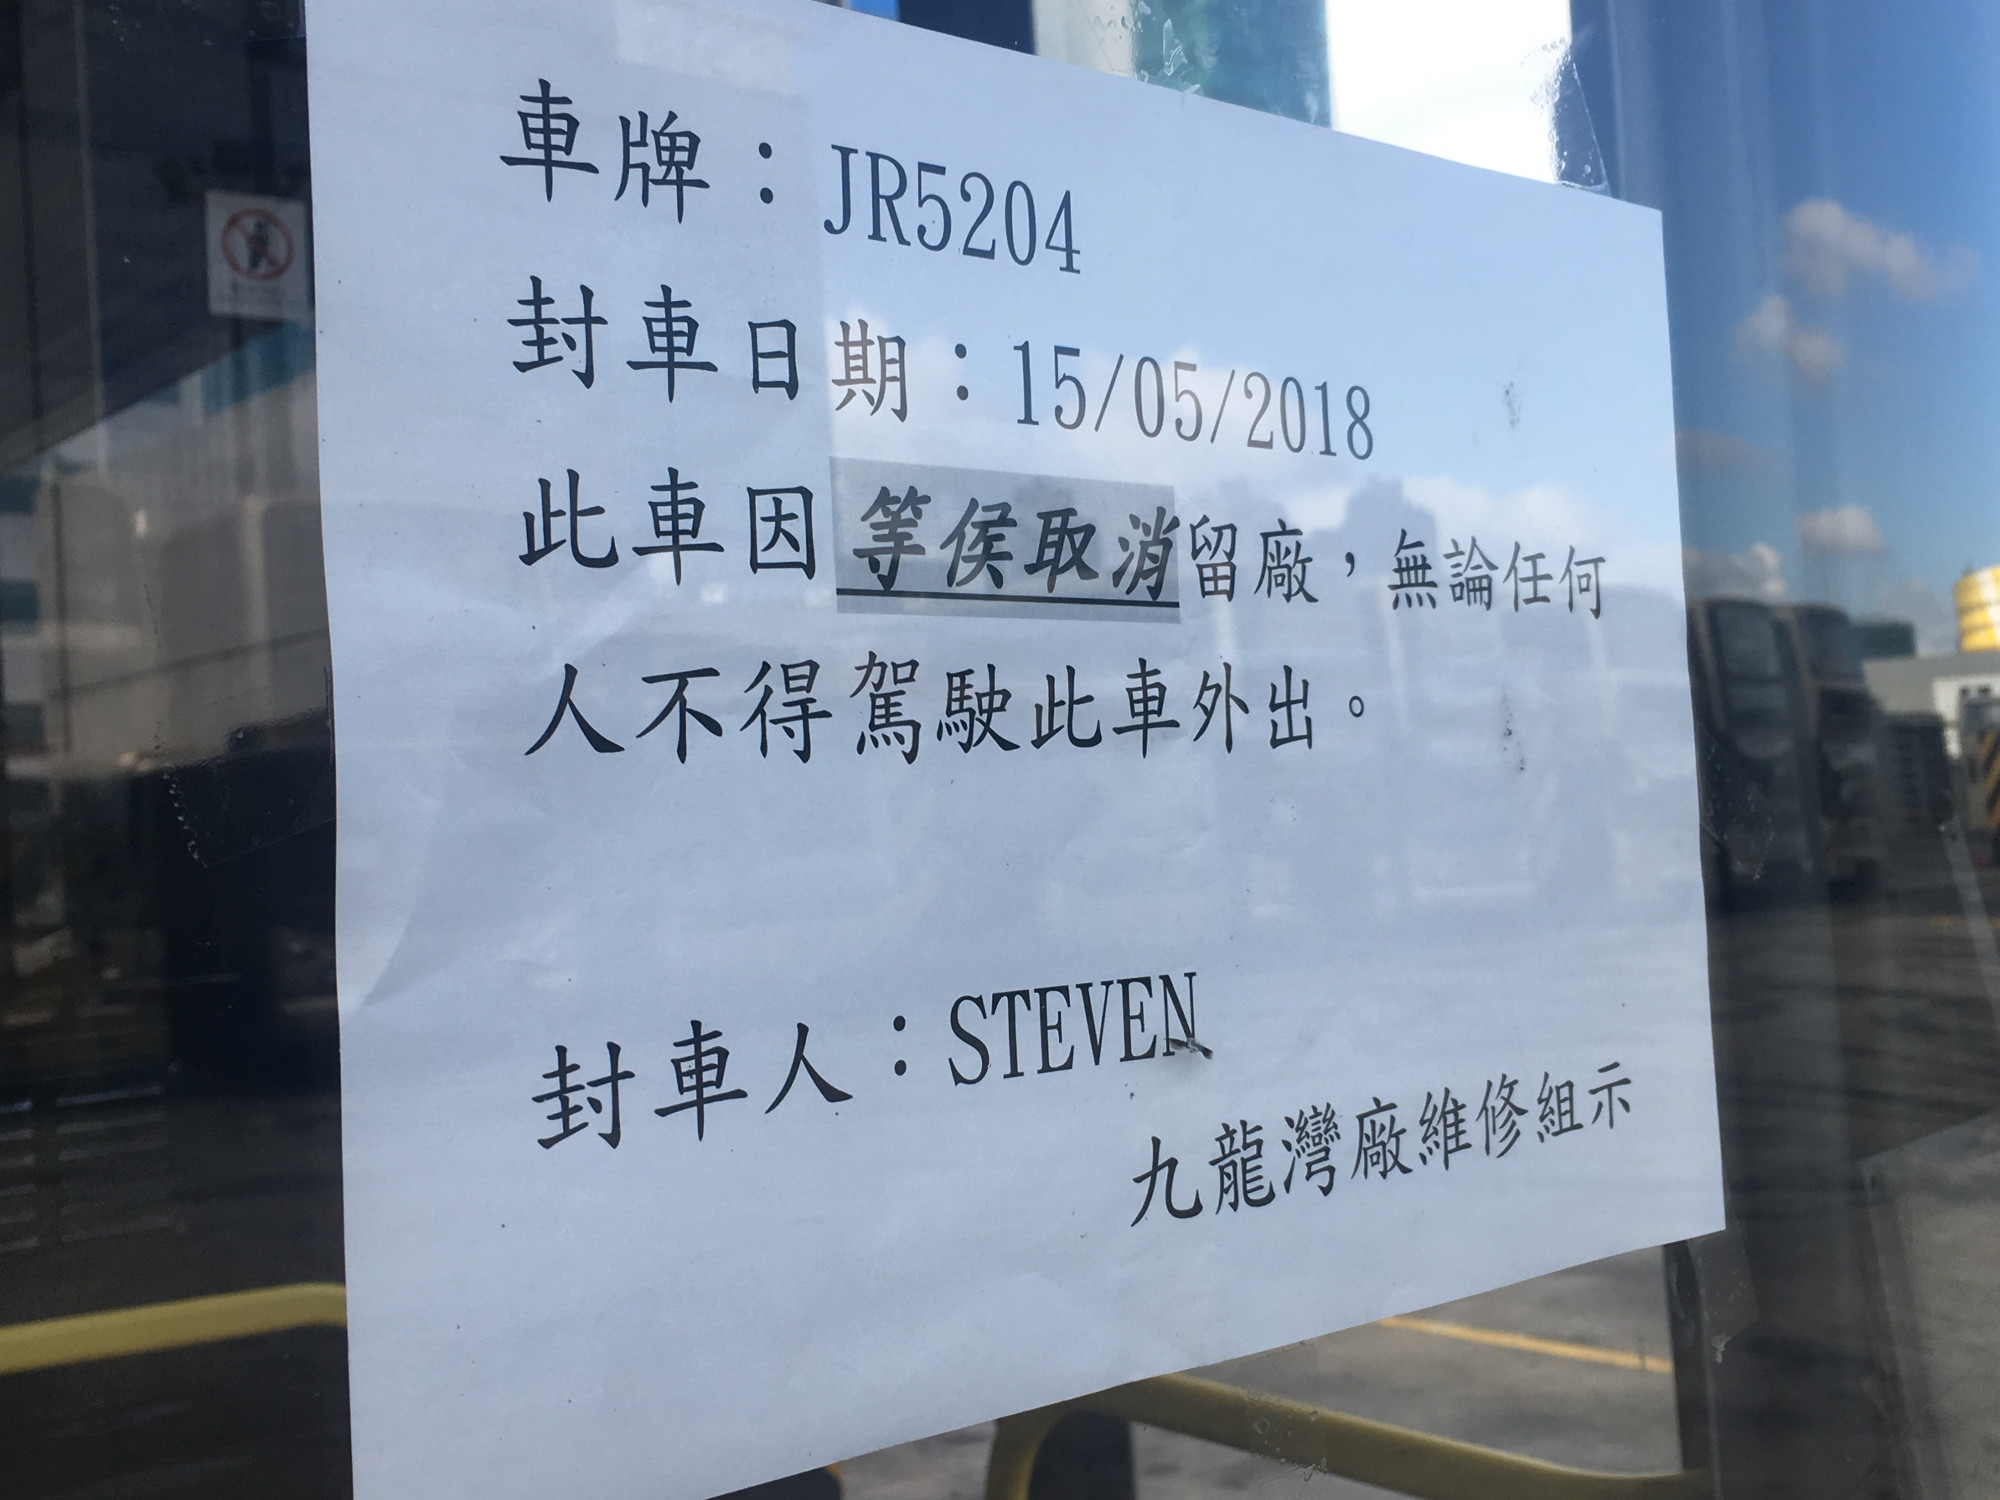 車牌：JR5204
封車日期：15/05/2018
此車因等侯取消留廠，無論任何
人不得駕駛此車外出。
封車人：STEVEN
九龍灣廠維修組示